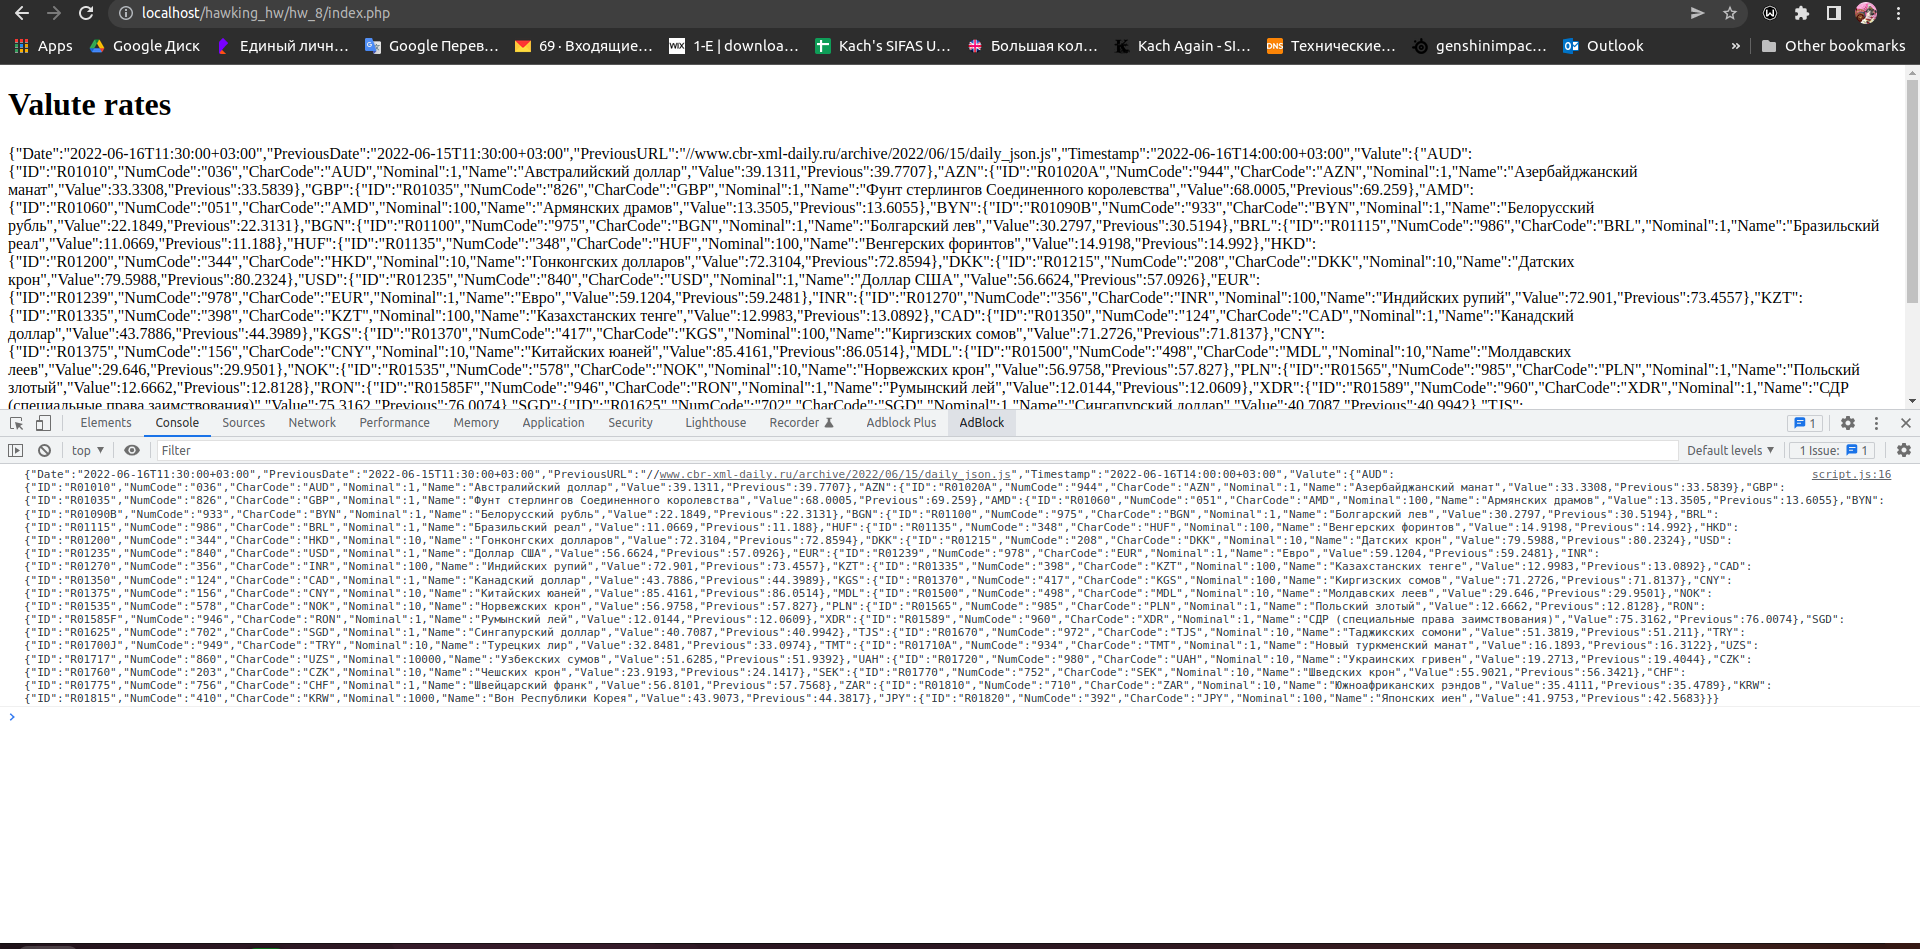 localhost/hawking_hw/hw_8/index.php
Apps Google Диск Единый личн... Google Перев... 69 · Входящие... WIX 1-E | downloa... Kach's SIFAS U... Большая кол... Kach Again - SI... DNS Технические... genshinimpac... Outlook » Other bookmarks
Valute rates
{"Date":"2022-06-16T11:30:00+03:00","PreviousDate":"2022-06-15T11:30:00+03:00","PreviousURL":"//www.cbr-xml-daily.ru/archive/2022/06/15/daily_json.js","Timestamp":"2022-06-16T14:00:00+03:00","Valute":{"AUD":
{"ID":"R01010","NumCode":"036","CharCode":"AUD","Nominal":1,"Name":"Австралийский доллар","Value":39.1311,"Previous":39.7707},"AZN":{"ID":"R01020A","NumCode":"944","CharCode":"AZN","Nominal":1,"Name":"Азербайджанский
манат","Value":33.3308,"Previous":33.5839},"GBP":{"ID":"R01035","NumCode":"826","CharCode":"GBP","Nominal":1,"Name":"Фунт стерлингов Соединенного королевства","Value":68.0005,"Previous":69.259},"AMD":
{"ID":"R01060","NumCode":"051","CharCode":"AMD","Nominal":100,"Name":"Армянских драмов","Value":13.3505,"Previous":13.6055},"BYN":{"ID":"R01090B","NumCode":"933","CharCode":"BYN","Nominal":1,"Name":"Белорусский
рубль","Value":22.1849,"Previous":22.3131},"BGN":{"ID":"R01100","NumCode":"975","CharCode":"BGN","Nominal":1,"Name":"Болгарский лев","Value":30.2797,"Previous":30.5194},"BRL":{"ID":"R01115","NumCode":"986","CharCode":"BRL","Nominal":1,"Name":"Бразильский
реал","Value":11.0669,"Previous":11.188},"HUF":{"ID":"R01135","NumCode":"348","CharCode":"HUF","Nominal":100,"Name":"Венгерских форинтов","Value":14.9198,"Previous":14.992},"HKD":
{"ID":"R01200","NumCode":"344","CharCode":"HKD","Nominal":10,"Name":"Гонконгских долларов","Value":72.3104,"Previous":72.8594},"DKK":{"ID":"R01215","NumCode":"208","CharCode":"DKK","Nominal":10,"Name":"Датских
крон","Value":79.5988,"Previous":80.2324},"USD":{"ID":"R01235","NumCode":"840","CharCode":"USD","Nominal":1,"Name":"Доллар США","Value":56.6624,"Previous":57.0926},"EUR":
{"ID":"R01239","NumCode":"978","CharCode":"EUR","Nominal":1,"Name":"Евро","Value":59.1204,"Previous":59.2481},"INR":{"ID":"R01270","NumCode":"356","CharCode":"INR","Nominal":100,"Name":"Индийских рупий","Value":72.901,"Previous":73.4557},"KZT":
{"ID":"R01335","NumCode":"398","CharCode":"KZT","Nominal":100,"Name":"Казахстанских тенге","Value":12.9983,"Previous":13.0892},"CAD":{"ID":"R01350","NumCode":"124","CharCode":"CAD","Nominal":1,"Name":"Канадский
доллар","Value":43.7886,"Previous":44.3989},"KGS":{"ID":"R01370","NumCode":"417","CharCode":"KGS","Nominal":100,"Name":"Киргизских сомов","Value":71.2726,"Previous":71.8137},"CNY":
{"ID":"R01375","NumCode":"156","CharCode":"CNY","Nominal":10,"Name":"Китайских юаней","Value":85.4161,"Previous":86.0514},"MDL":{"ID":"R01500","NumCode":"498","CharCode":"MDL","Nominal":10,"Name":"Молдавских
леев","Value":29.646,"Previous":29.9501},"NOK":{"ID":"R01535","NumCode":"578","CharCode":"NOK","Nominal":10,"Name":"Норвежских крон","Value":56.9758,"Previous":57.827},"PLN":{"ID":"R01565","NumCode":"985","CharCode":"PLN","Nominal":1,"Name":"Польский
злотый","Value":12.6662,"Previous":12.8128},"RON":{"ID":"R01585F","NumCode":"946","CharCode":"RON","Nominal":1,"Name":"Румынский лей","Value":12.0144,"Previous":12.0609},"XDR":{"ID":"R01589","NumCode":"960","CharCode":"XDR","Nominal":1,"Name":"СДР
(специальные права заимствования)","Value":75.3162,"Previous":76.0074},"SGD":{"ID":"R01625","NumCode":"702","CharCode":"SGD","Nominal":1,"Name":"Сингапурский доллар","Value":40.7087,"Previous":40.9942},"TJS":
Elements Console Sources Network Performance Memory Application Security Lighthouse Recorder Adblock Plus AdBlock 1
top Filter Default levels 1 Issue: 1
{"Date":"2022-06-16T11:30:00+03:00","PreviousDate":"2022-06-15T11:30:00+03:00","PreviousURL":"//www.cbr-xml-daily.ru/archive/2022/06/15/daily_json.js","Timestamp":"2022-06-16T14:00:00+03:00","Valute":{"AUD": script.js:16
{"ID":"R01010","NumCode":"036","CharCode":"AUD","Nominal":1,"Name":"Австралийский доллар","Value":39.1311,"Previous":39.7707},"AZN":{"ID":"R01020A","NumCode":"944","CharCode":"AZN","Nominal":1,"Name":"Азербайджанский манат","Value":33.3308,"Previous":33.5839},"GBP":
{"ID":"R01035","NumCode":"826","CharCode":"GBP","Nominal":1,"Name":"Фунт стерлингов Соединенного королевства","Value":68.0005,"Previous":69.259},"AMD":{"ID":"R01060","NumCode":"051","CharCode":"AMD","Nominal":100,"Name":"Армянских драмов","Value":13.3505,"Previous":13.6055},"BYN":
{"ID":"R01090B","NumCode":"933","CharCode":"BYN","Nominal":1,"Name":"Белорусский рубль","Value":22.1849,"Previous":22.3131},"BGN":{"ID":"R01100","NumCode":"975","CharCode":"BGN","Nominal":1,"Name":"Болгарский лев","Value":30.2797,"Previous":30.5194},"BRL":
{"ID":"R01115","NumCode":"986","CharCode":"BRL","Nominal":1,"Name":"Бразильский реал","Value":11.0669,"Previous":11.188},"HUF":{"ID":"R01135","NumCode":"348","CharCode":"HUF","Nominal":100,"Name":"Венгерских форинтов","Value":14.9198,"Previous":14.992},"HKD":
{"ID":"R01200","NumCode":"344","CharCode":"HKD","Nominal":10,"Name":"Гонконгских долларов","Value":72.3104,"Previous":72.8594},"DKK":{"ID":"R01215","NumCode":"208","CharCode":"DKK","Nominal":10,"Name":"Датских крон","Value":79.5988,"Previous":80.2324},"USD":
{"ID":"R01235","NumCode":"840","CharCode":"USD","Nominal":1,"Name":"Доллар США","Value":56.6624,"Previous":57.0926},"EUR":{"ID":"R01239","NumCode":"978","CharCode":"EUR","Nominal":1,"Name":"Евро","Value":59.1204,"Previous":59.2481},"INR":
{"ID":"R01270","NumCode":"356","CharCode":"INR","Nominal":100,"Name":"Индийских рупий","Value":72.901,"Previous":73.4557},"KZT":{"ID":"R01335","NumCode":"398","CharCode":"KZT","Nominal":100,"Name":"Казахстанских тенге","Value":12.9983,"Previous":13.0892},"CAD":
{"ID":"R01350","NumCode":"124","CharCode":"CAD","Nominal":1,"Name":"Канадский доллар","Value":43.7886,"Previous":44.3989},"KGS":{"ID":"R01370","NumCode":"417","CharCode":"KGS","Nominal":100,"Name":"Киргизских сомов","Value":71.2726,"Previous":71.8137},"CNY":
{"ID":"R01375","NumCode":"156","CharCode":"CNY","Nominal":10,"Name":"Китайских юаней","Value":85.4161,"Previous":86.0514},"MDL":{"ID":"R01500","NumCode":"498","CharCode":"MDL","Nominal":10,"Name":"Молдавских леев","Value":29.646,"Previous":29.9501},"NOK":
{"ID":"R01535","NumCode":"578","CharCode":"NOK","Nominal":10,"Name":"Норвежских крон","Value":56.9758,"Previous":57.827},"PLN":{"ID":"R01565","NumCode":"985","CharCode":"PLN","Nominal":1,"Name":"Польский злотый","Value":12.6662,"Previous":12.8128},"RON":
{"ID":"R01585F","NumCode":"946","CharCode":"RON","Nominal":1,"Name":"Румынский лей","Value":12.0144,"Previous":12.0609},"XDR":{"ID":"R01589","NumCode":"960","CharCode":"XDR","Nominal":1,"Name":"СДР (специальные права заимствования)","Value":75.3162,"Previous":76.0074},"SGD":
{"ID":"R01625","NumCode":"702","CharCode":"SGD","Nominal":1,"Name":"Сингапурский доллар","Value":40.7087,"Previous":40.9942},"TJS":{"ID":"R01670","NumCode":"972","CharCode":"TJS","Nominal":10,"Name":"Таджикских сомони","Value":51.3819,"Previous":51.211},"TRY":
{"ID":"R01700J","NumCode":"949","CharCode":"TRY","Nominal":10,"Name":"Турецких лир","Value":32.8481,"Previous":33.0974},"TMT":{"ID":"R01710A","NumCode":"934","CharCode":"TMT","Nominal":1,"Name":"Новый туркменский манат","Value":16.1893,"Previous":16.3122},"UZS":
{"ID":"R01717","NumCode":"860","CharCode":"UZS","Nominal":10000,"Name":"Узбекских сумов","Value":51.6285,"Previous":51.9392},"UAH":{"ID":"R01720","NumCode":"980","CharCode":"UAH","Nominal":10,"Name":"Украинских гривен","Value":19.2713,"Previous":19.4044},"CZK":
{"ID":"R01760","NumCode":"203","CharCode":"CZK","Nominal":10,"Name":"Чешских крон","Value":23.9193,"Previous":24.1417},"SEK":{"ID":"R01770","NumCode":"752","CharCode":"SEK","Nominal":10,"Name":"Шведских крон","Value":55.9021,"Previous":56.3421},"CHF":
{"ID":"R01775","NumCode":"756","CharCode":"CHF","Nominal":1,"Name":"Швейцарский франк","Value":56.8101,"Previous":57.7568},"ZAR":{"ID":"R01810","NumCode":"710","CharCode":"ZAR","Nominal":10,"Name":"Южноафриканских рэндов","Value":35.4111,"Previous":35.4789},"KRW":
{"ID":"R01815","NumCode":"410","CharCode":"KRW","Nominal":1000,"Name":"Вон Республики Корея","Value":43.9073,"Previous":44.3817},"JPY":{"ID":"R01820","NumCode":"392","CharCode":"JPY","Nominal":100,"Name":"Японских иен","Value":41.9753,"Previous":42.5683}}}